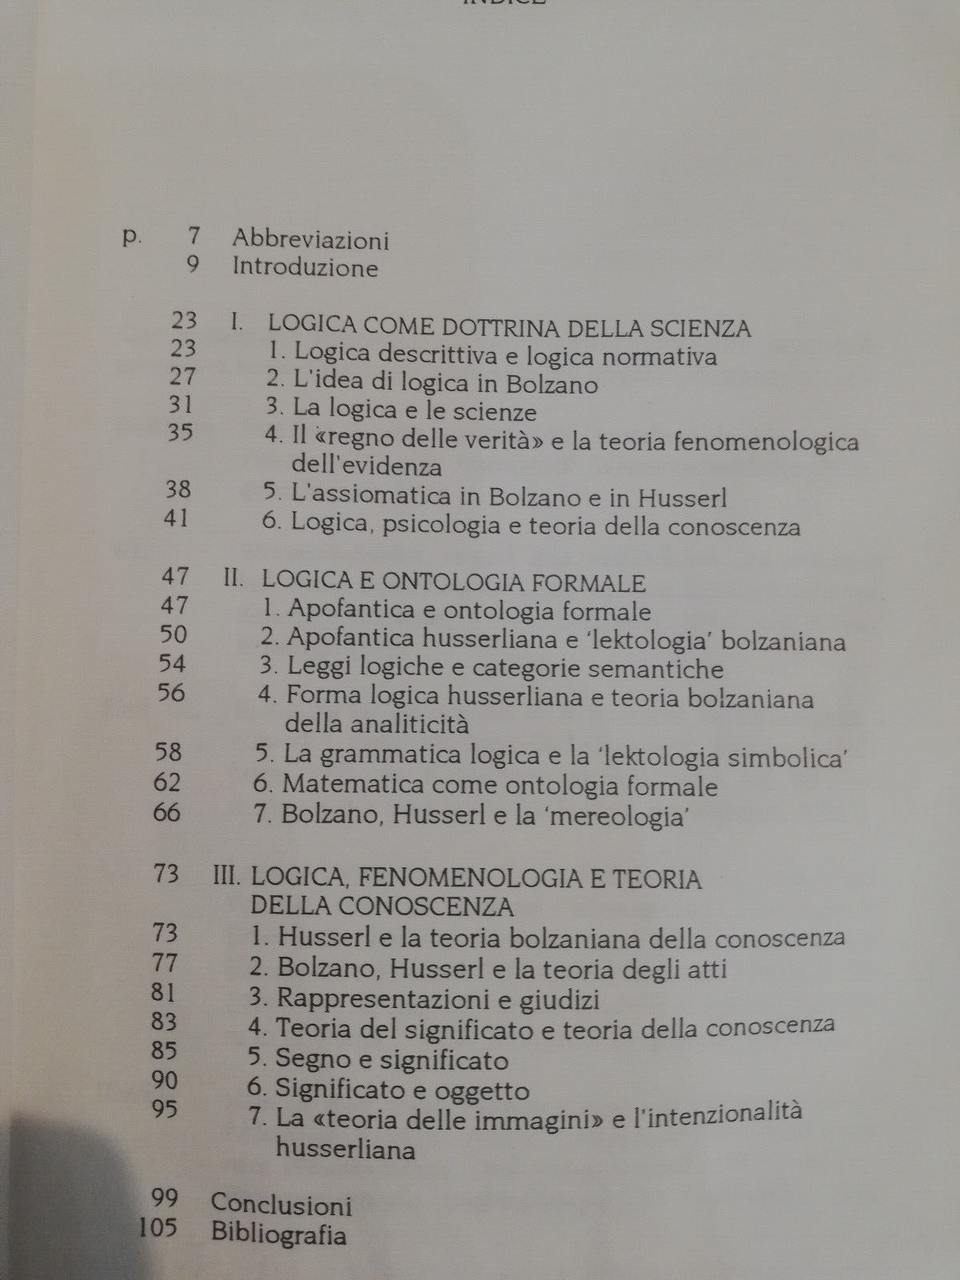 INDICE
p. 7 Abbreviazioni
9 Introduzione
23 I. LOGICA COME DOTTRINA DELLA SCIENZA
23 1. Logica descrittiva e logica normativa
27 2. L'idea di logica in Bolzano
31 3. La logica e le scienze
35 4. Il «regno delle verità» e la teoria fenomenologica
dell'evidenza
38 5. L'assiomatica in Bolzano e in Husserl
41 6. Logica, psicologia e teoria della conoscenza
47 II. LOGICA E ONTOLOGIA FORMALE
47 1. Apofantica e ontologia formale
50 2. Apofantica husserliana e ‘lektologia’ bolzaniana
54 3. Leggi logiche e categorie semantiche
56 4. Forma logica husserliana e teoria bolzaniana
della analiticità
58 5. La grammatica logica e la ‘lektologia simbolica’
62 6. Matematica come ontologia formale
66 7. Bolzano, Husserl e la ‘mereologia’
73 III. LOGICA, FENOMENOLOGIA E TEORIA
DELLA CONOSCENZA
73 1. Husserl e la teoria bolzaniana della conoscenza
77 2. Bolzano, Husserl e la teoria degli atti
81 3. Rappresentazioni e giudizi
83 4. Teoria del significato e teoria della conoscenza
85 5. Segno e significato
90 6. Significato e oggetto
95 7. La «teoria delle immagini» e l'intenzionalità
husserliana
99 Conclusioni
105 Bibliografia